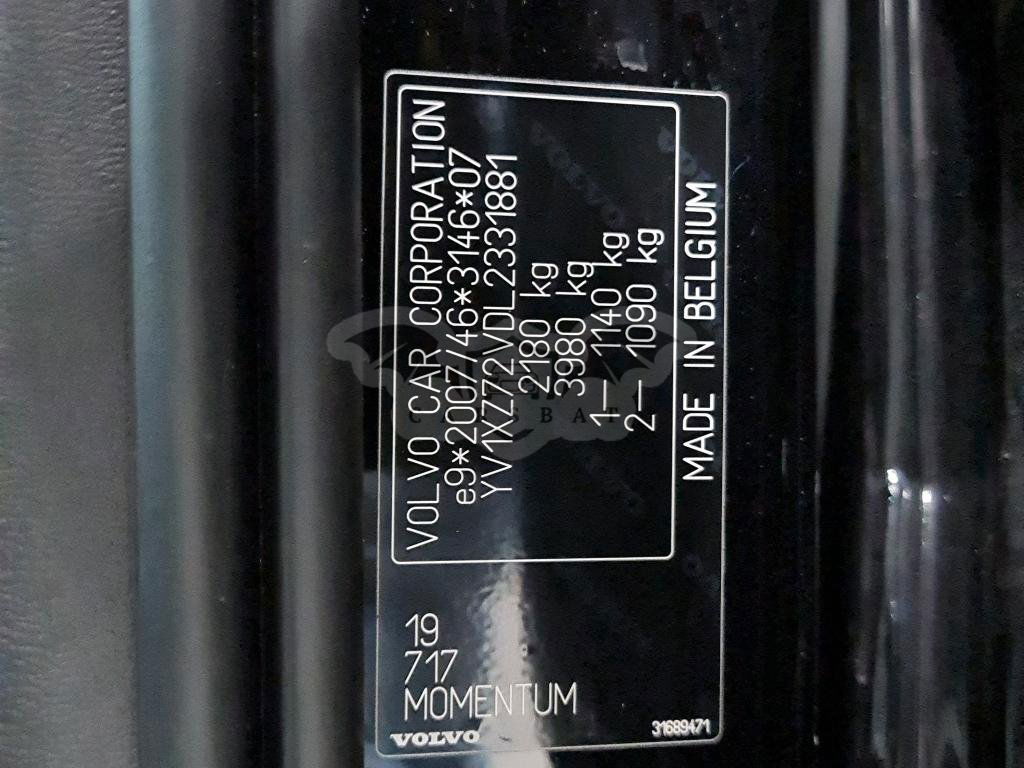 VOLVO CAR CORPORATION
e9*2007/46*3146*07
YV1XZ72VDL2331881
2180 kg
3980 kg
1– 1140 kg
2– 1090 kg
MADE IN BELGIUM
19
717
MOMENTUM
VOLVO
31689471